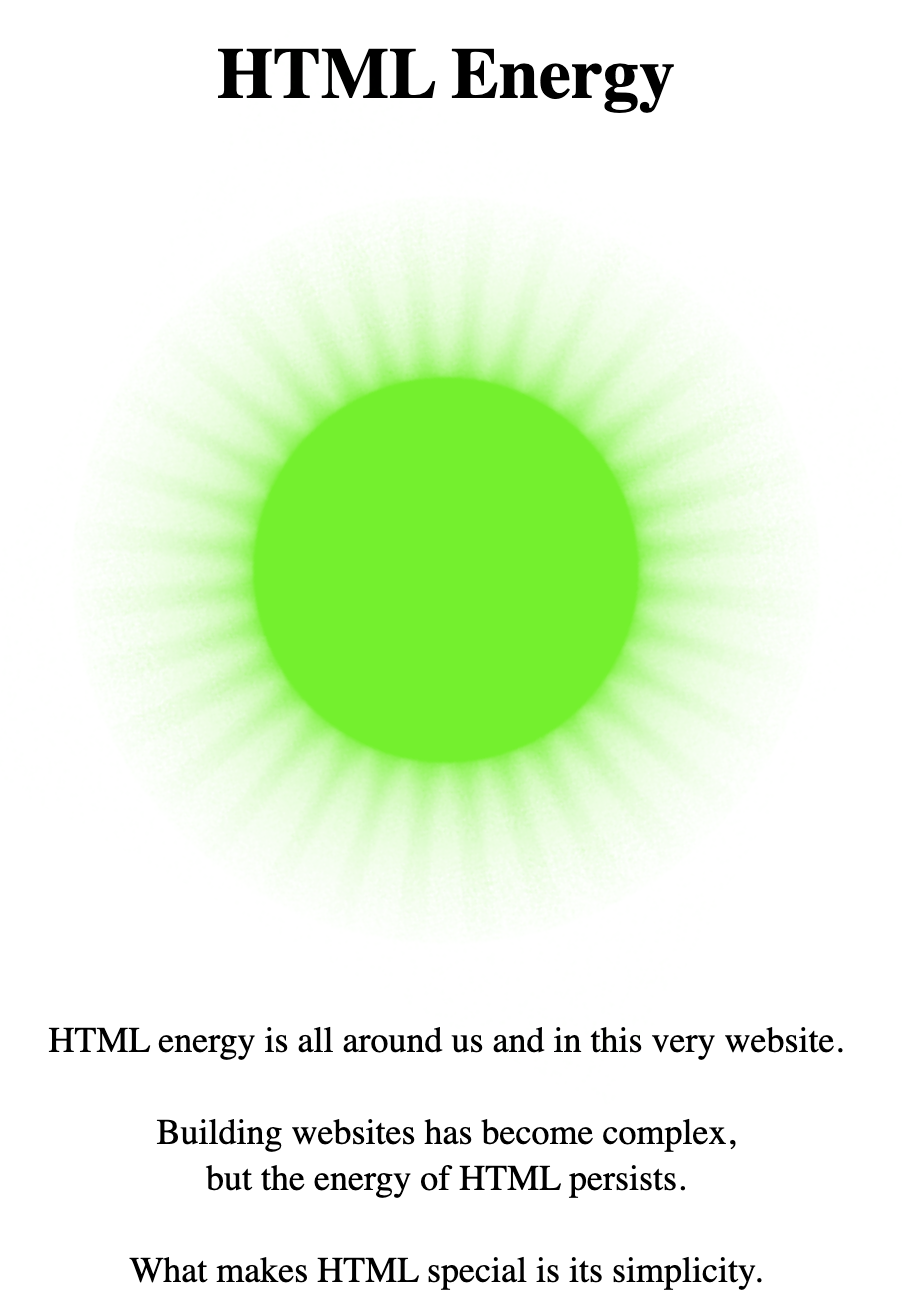 HTML Energy
HTML energy is all around us and in this very website.
Building websites has become complex,
but the energy of HTML persists.
What makes HTML special is its simplicity.